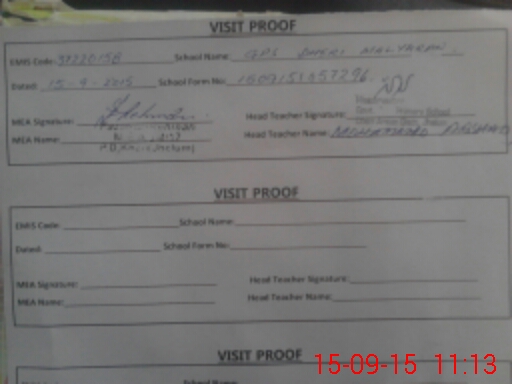 VISIT PROOF
EMIS Code: 37220158 School Name: GPS DHERI MALYARAN
Dated: 15-9-2015 School Form No: 1509151657296
MEA Signature: Head Teacher Signature:
MEA Name: Head Teacher Name: MOHAMMAD
VISIT PROOF
EMIS Code: School Name:
Dated: School Form No:
MEA Signature: Head Teacher Signature:
MEA Name: Head Teacher Name:
VISIT PROOF
15-09-15 11:13